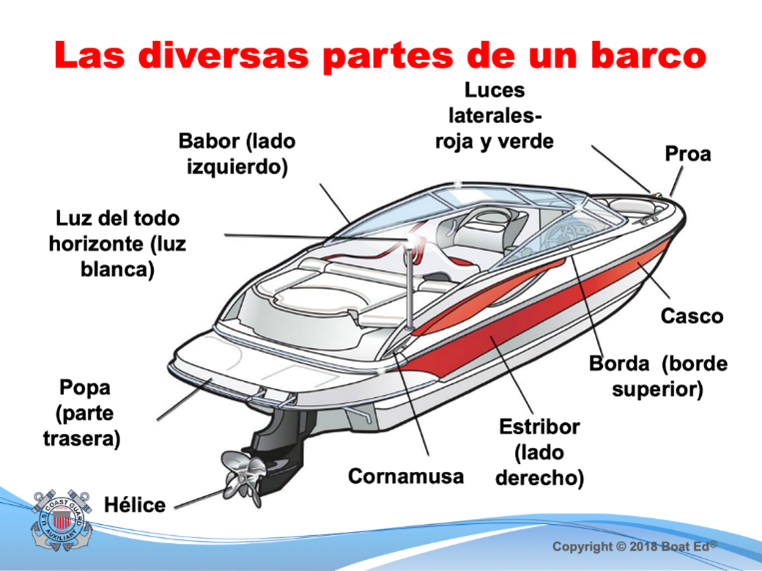 Las diversas partes de un barco
Luces
laterales-
roja y verde
Babor (lado
izquierdo)
Proa
Luz del todo
horizonte (luz
blanca)
Casco
Borda (borde
superior)
Popa
(parte
trasera)
Estribor
(lado
derecho)
Cornamusa
Hélice
U.S. COAST GUARD
AUXILIARY
Copyright © 2018 Boat Ed®